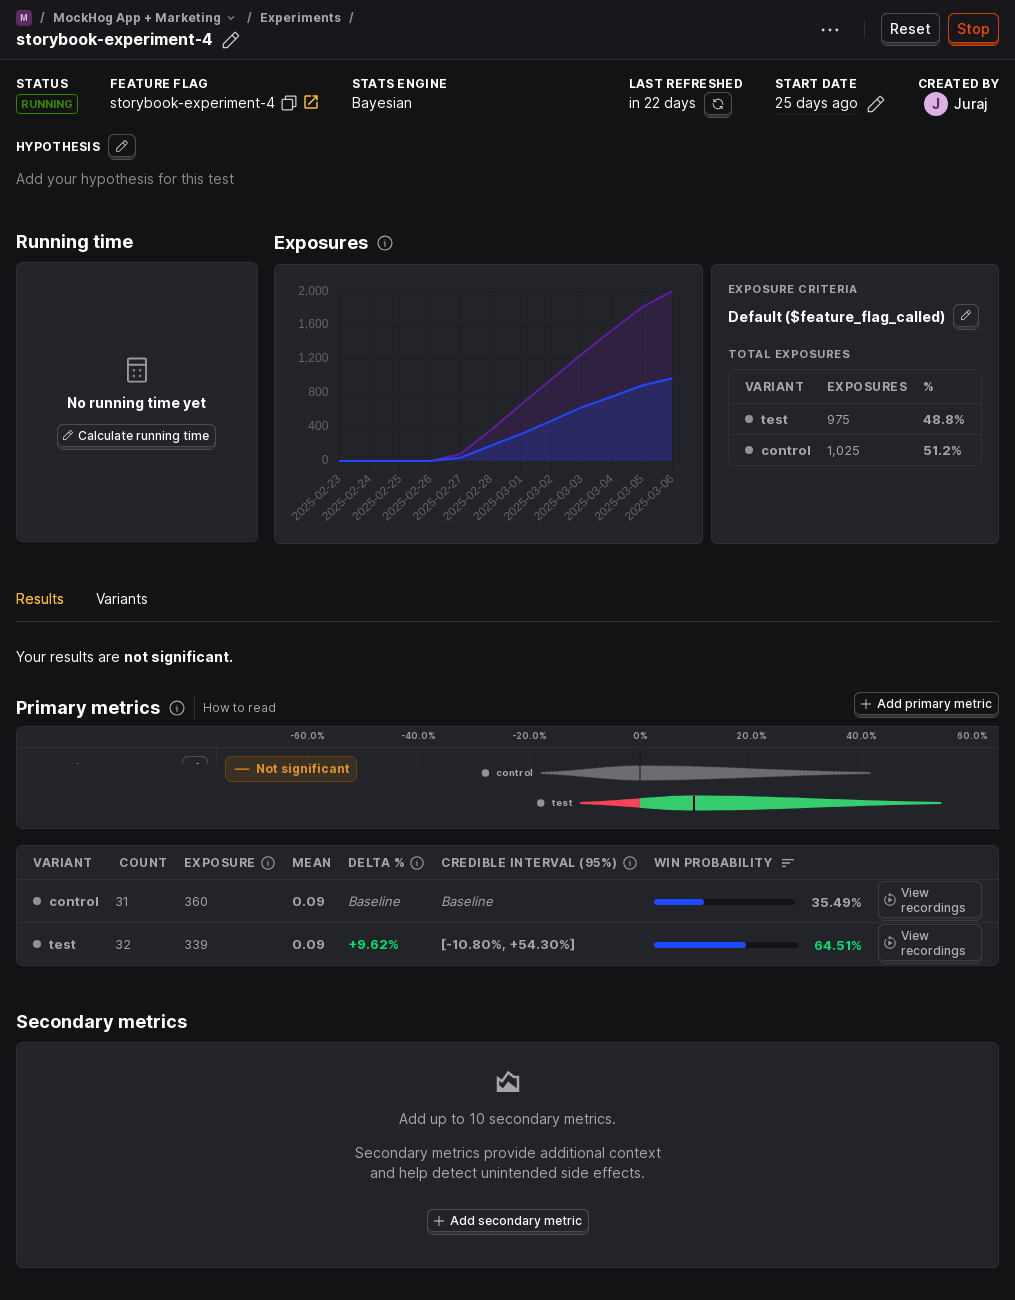 M / MockHog App + Marketing / Experiments /
storybook-experiment-4
Reset
Stop
STATUS
RUNNING
FEATURE FLAG
storybook-experiment-4
STATS ENGINE
Bayesian
LAST REFRESHED
in 22 days
START DATE
25 days ago
CREATED BY
J Juraj
HYPOTHESIS
Add your hypothesis for this test
Running time
No running time yet
Calculate running time
Exposures
2,000
1,600
1,200
800
400
0
2025-02-23
2025-02-24
2025-02-25
2025-02-26
2025-02-27
2025-02-28
2025-03-01
2025-03-02
2025-03-03
2025-03-04
2025-03-05
2025-03-06
EXPOSURE CRITERIA
Default ($feature_flag_called)
TOTAL EXPOSURES
VARIANT EXPOSURES %
test 975 48.8%
control 1,025 51.2%
Results Variants
Your results are not significant.
Primary metrics How to read
Add primary metric
-60.0% -40.0% -20.0% 0% 20.0% 40.0% 60.0%
Not significant
control
test
VARIANT COUNT EXPOSURE MEAN DELTA % CREDIBLE INTERVAL (95%) WIN PROBABILITY
control 31 360 0.09 Baseline Baseline 35.49% View recordings
test 32 339 0.09 +9.62% [-10.80%, +54.30%] 64.51% View recordings
Secondary metrics
Add up to 10 secondary metrics.
Secondary metrics provide additional context
and help detect unintended side effects.
Add secondary metric